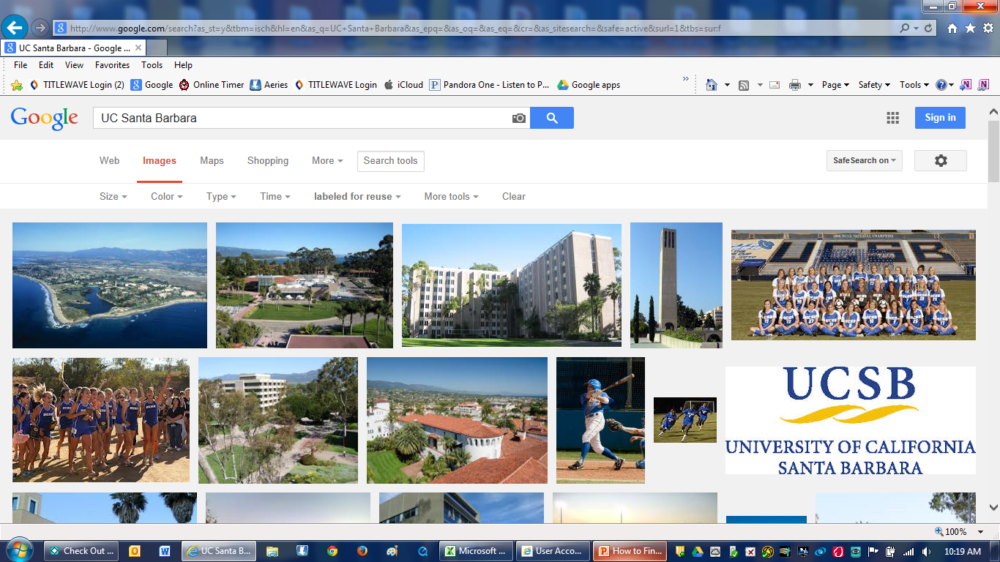 http://www.google.com/search?as_st=y&tbm=isch&hl=en&as_q=UC+Santa+Barbara&as_epq=&as_oq=&as_eq=&cr=&as_sitesearch=&safe=active&surl=1&tbs=sur:f
UC Santa Barbara - Google ...
File Edit View Favorites Tools Help
TITLEWAVE Login (2) Google Online Timer Aeries TITLEWAVE Login iCloud Pandora One - Listen to P... Google apps Page Safety Tools
Google UC Santa Barbara Sign in
Web Images Maps Shopping More Search tools SafeSearch on
Size Color Type Time labeled for reuse More tools Clear
UCSB
UCSB
UNIVERSITY OF CALIFORNIA
SANTA BARBARA
100%
Check Out ... UC Santa B... Microsoft ... User Acco... How to Fin... 10:19 AM